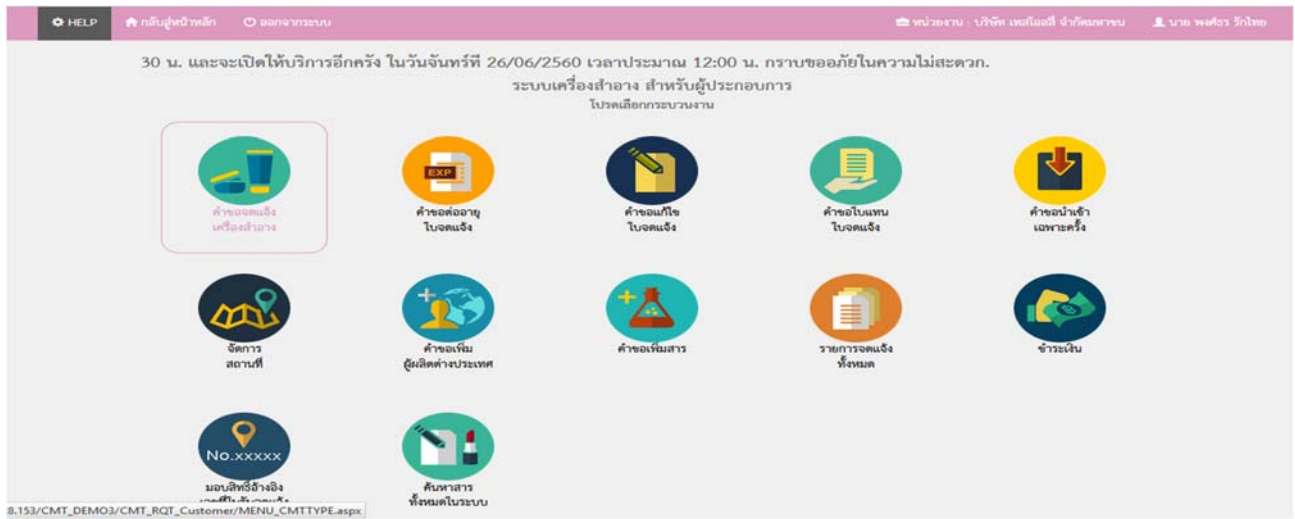 HELP กลับสู่หน้าหลัก ออกจากระบบ หน่วยงาน : บริษัท เทสโอสถี จำกัดมหาชน นาย พงศ์ธร รักไทย
30 น. และจะเปิดให้บริการอีกครั้ง ในวันจันทร์ที่ 26/06/2560 เวลาประมาณ 12:00 น. กราบขออภัยในความไม่สะดวก.
ระบบเครื่องสำอาง สำหรับผู้ประกอบการ
โปรดเลือกกระบวนงาน
EXP
คำขอจดแจ้ง
เครื่องสำอาง
คำขอต่ออายุ
ใบจดแจ้ง
คำขอแก้ไข
ใบจดแจ้ง
คำขอใบแทน
ใบจดแจ้ง
คำขอนำเข้า
เฉพาะครั้ง
จัดการ
สถานที่
คำขอเพิ่ม
ผู้ผลิตต่างประเทศ
คำขอเพิ่มสาร
รายการจดแจ้ง
ทั้งหมด
ชำระเงิน
No.xxxxx
มอบสิทธิ์อ้างอิง
ค้นหาสาร
ทั้งหมดในระบบ
8.153/CMT_DEMO3/CMT_RQT_Customer/MENU_CMTTYPE.aspx